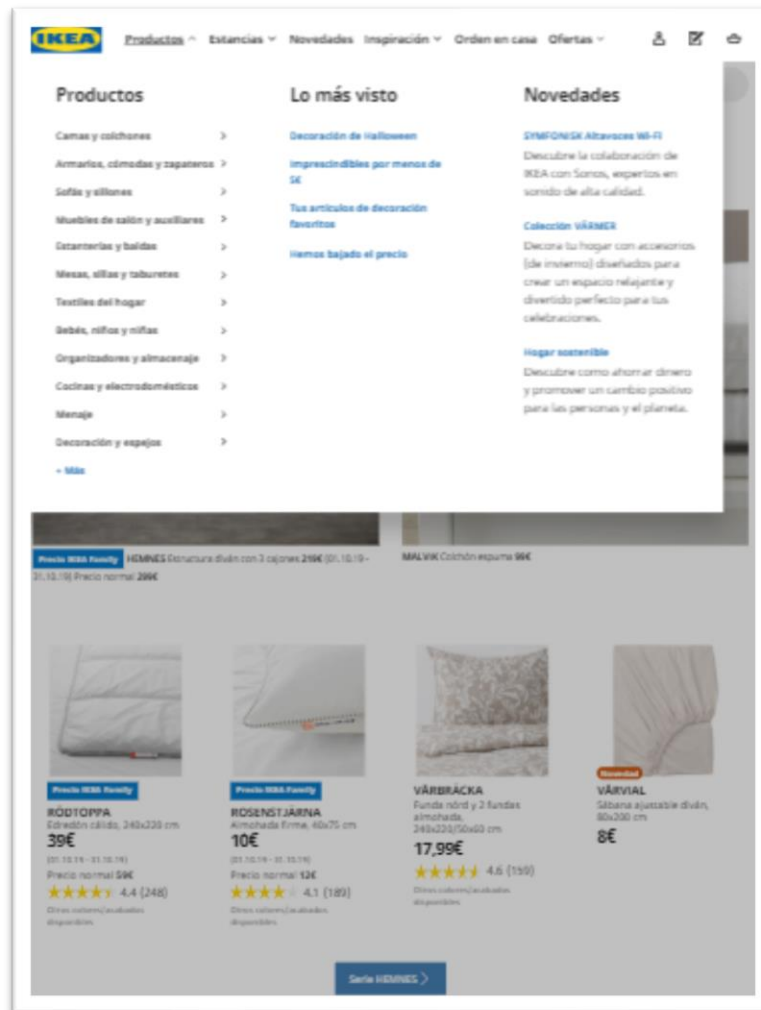 IKEA
Productos Estancias Novedades Inspiración Orden en casa Ofertas
Productos
Camas y colchones
Armarios, cómodas y zapateros
Sofás y sillones
Muebles de salón y auxiliares
Estanterías y baldas
Mesas, sillas y taburetes
Textiles del hogar
Bebés, niños y niñas
Organizadores y almacenaje
Cocinas y electrodomésticos
Menaje
Decoración y espejos
+ Más
Lo más visto
Decoración de Halloween
Imprescindibles por menos de
5€
Tus artículos de decoración
favoritos
Hemos bajado el precio
Novedades
SYMFONISK Altavoces Wi-Fi
Descubre la colaboración de
IKEA con Sonos, expertos en
sonido de alta calidad.
Colección VÄRMER
Decora tu hogar con accesorios
(de invierno) diseñados para
crear un espacio relajante y
divertido perfecto para tus
celebraciones.
Hogar sostenible
Descubre como ahorrar dinero
y promover un cambio positivo
para las personas y el planeta.
Precio IKEA Family HEMNES Estructura diván con 3 cajones 219€ (01.10.19 -
31.10.19) Precio normal 299€
MALVIK Colchón espuma 99€
Precio IKEA Family
RÖDTOPPA
Edredón cálido, 240x220 cm
39€
(01.10.19 - 31.10.19)
Precio normal 59€
4.4 (248)
Otros colores/acabados
disponibles
Precio IKEA Family
ROSENSTJÄRNA
Almohada firme, 40x75 cm
10€
(01.10.19 - 31.10.19)
Precio normal 12€
4.1 (189)
Otros colores/acabados
disponibles
VÅRBRÄCKA
Funda nórd y 2 fundas
almohada,
240x220/50x60 cm
17,99€
4.6 (159)
Otros colores/acabados
disponibles
Novedad
VÅRVIAL
Sábana ajustable diván,
80x200 cm
8€
Serie HEMNES